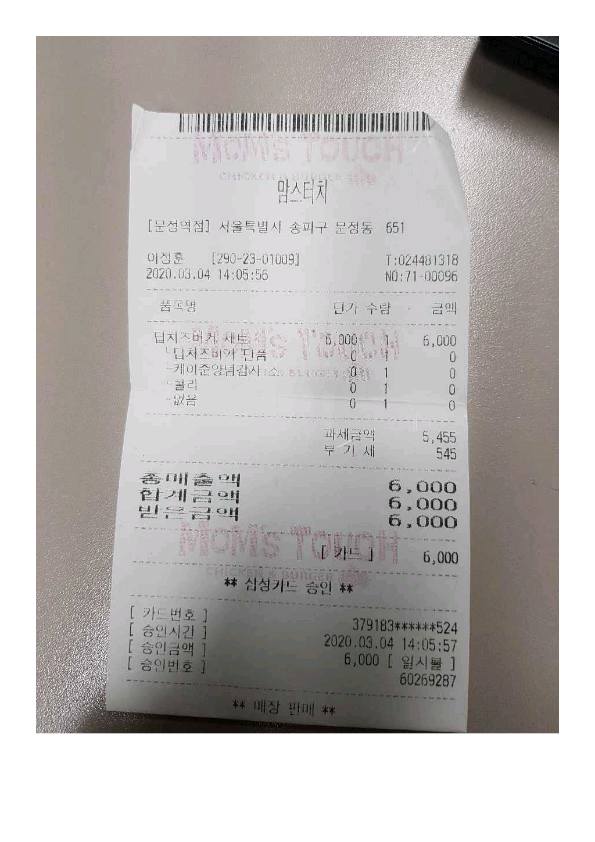 MOM'S TOUCH
CHICKEN & BURGER
맘스터치
[문정역점] 서울특별시 송파구 문정동 651
이정훈 [290-23-01009] T:024481318
2020.03.04 14:05:56 NO:71-00096
품목명 단가 수량 금액
딥치즈버거 세트 6,000 1 6,000
딥치즈버거 단품 0 1 0
케이준양념감자 소 0 1 0
콜라 0 1 0
없음 0 1 0
MOM'S TOUCH
과세금액 5,455
부가세 545
총매출액 6,000
합계금액 6,000
받은금액 6,000
MOM'S TOUCH
[ 카드 ] 6,000
CHICKEN & BURGER
** 삼성카드 승인 **
[ 카드번호 ] 379183******524
[ 승인시간 ] 2020.03.04 14:05:57
[ 승인금액 ] 6,000 [ 일시불 ]
[ 승인번호 ] 60269287
** 매장 판매 **